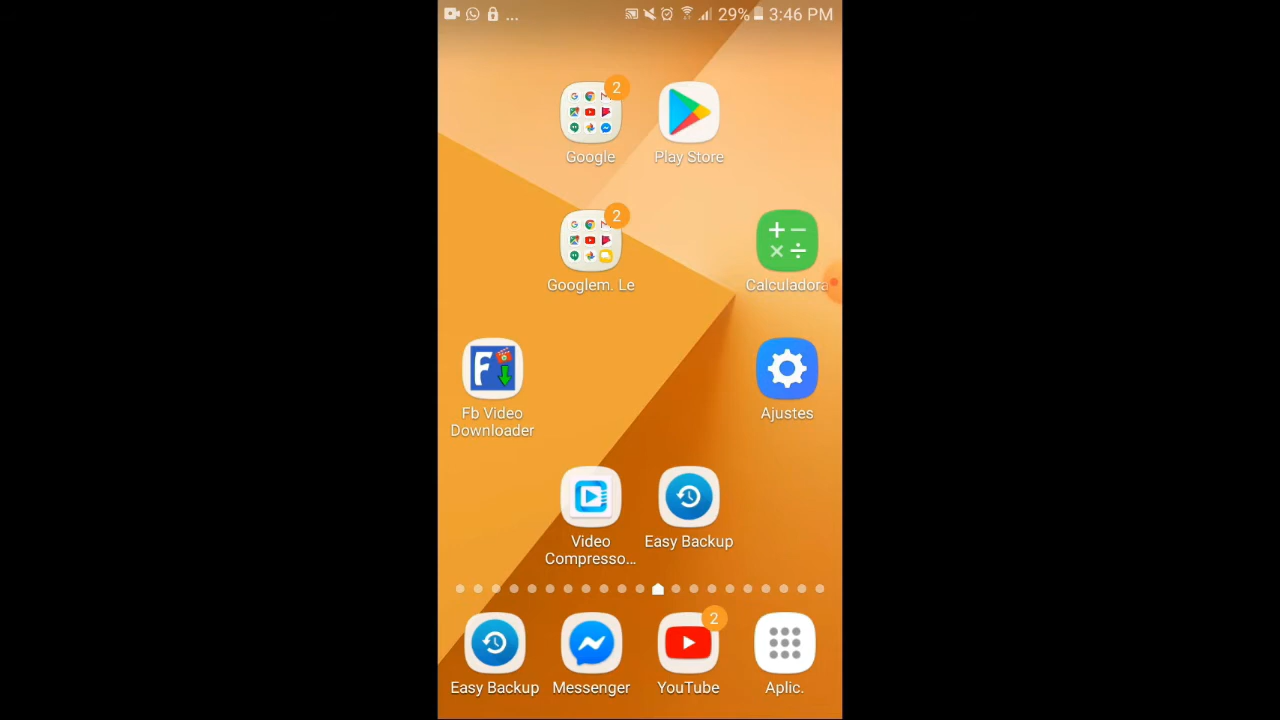 ... 29% 3:46 PM
2
Google
Play Store
2
Googlem. Le
Calculadora
F
Fb Video
Downloader
Ajustes
Video
Compresso...
Easy Backup
2
Easy Backup
Messenger
YouTube
Aplic.